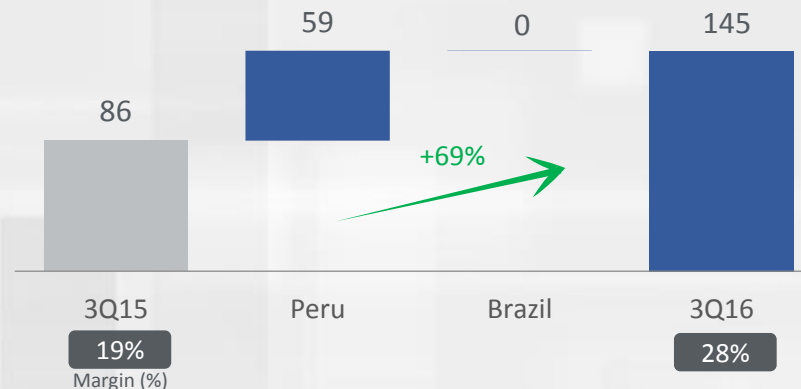 59
0
145
86
+69%
3Q15
Peru
Brazil
3Q16
19%
28%
Margin (%)